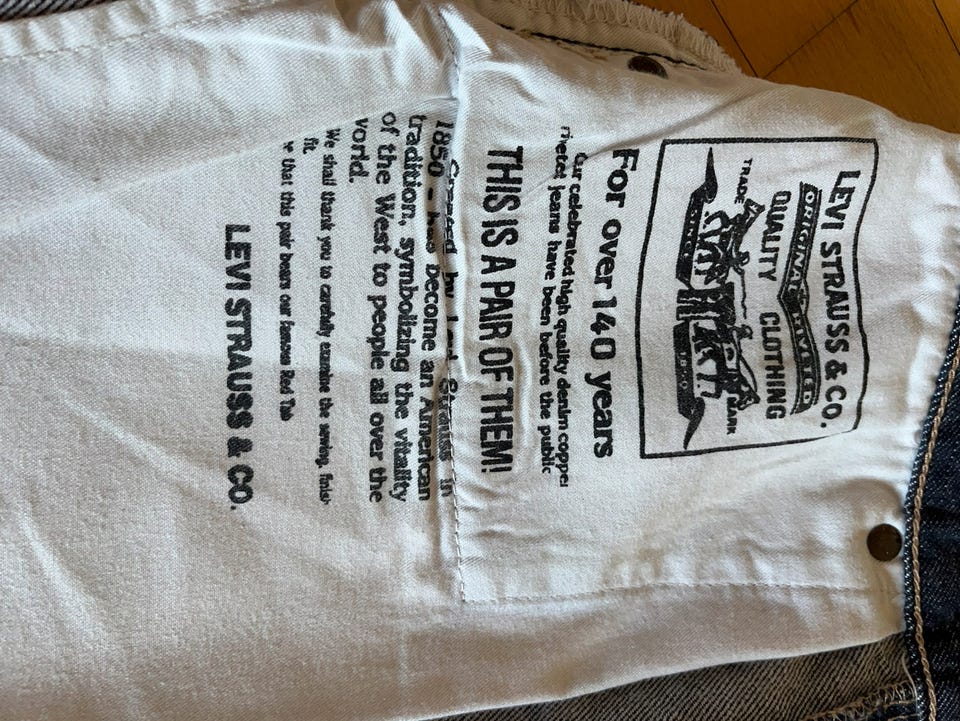 LEVI STRAUSS & CO.
ORIGINAL RIVETED
QUALITY CLOTHING
TRADE MARK
For over 140 years
Our celebrated high quality denim copper
riveted jeans have been before the public
THIS IS A PAIR OF THEM!
Created by Levi Strauss in
1850 - has become an American
tradition, symbolizing the vitality
of the West to people all over the
world.
We shall thank you to carefully examine the sewing, finis
fit.
that this pair bears our famous Red Tab
LEVI STRAUSS & CO.